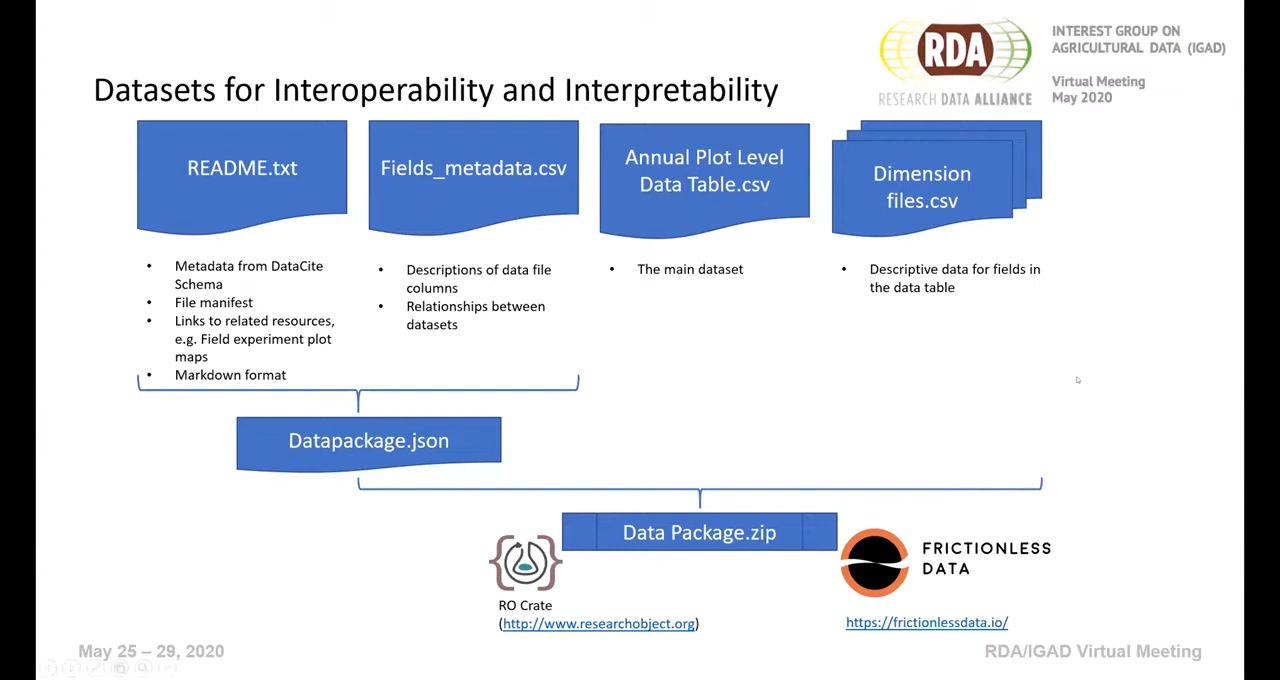 RDA
RESEARCH DATA ALLIANCE
INTEREST GROUP ON
AGRICULTURAL DATA (IGAD)
Virtual Meeting
May 2020
Datasets for Interoperability and Interpretability
README.txt
• Metadata from DataCite
Schema
• File manifest
• Links to related resources,
e.g. Field experiment plot
maps
• Markdown format
Fields_metadata.csv
• Descriptions of data file
columns
• Relationships between
datasets
Annual Plot Level
Data Table.csv
• The main dataset
Dimension
files.csv
• Descriptive data for fields in
the data table
Datapackage.json
Data Package.zip
RO Crate
(http://www.researchobject.org)
FRICTIONLESS
DATA
https://frictionlessdata.io/
May 25 – 29, 2020
RDA/IGAD Virtual Meeting